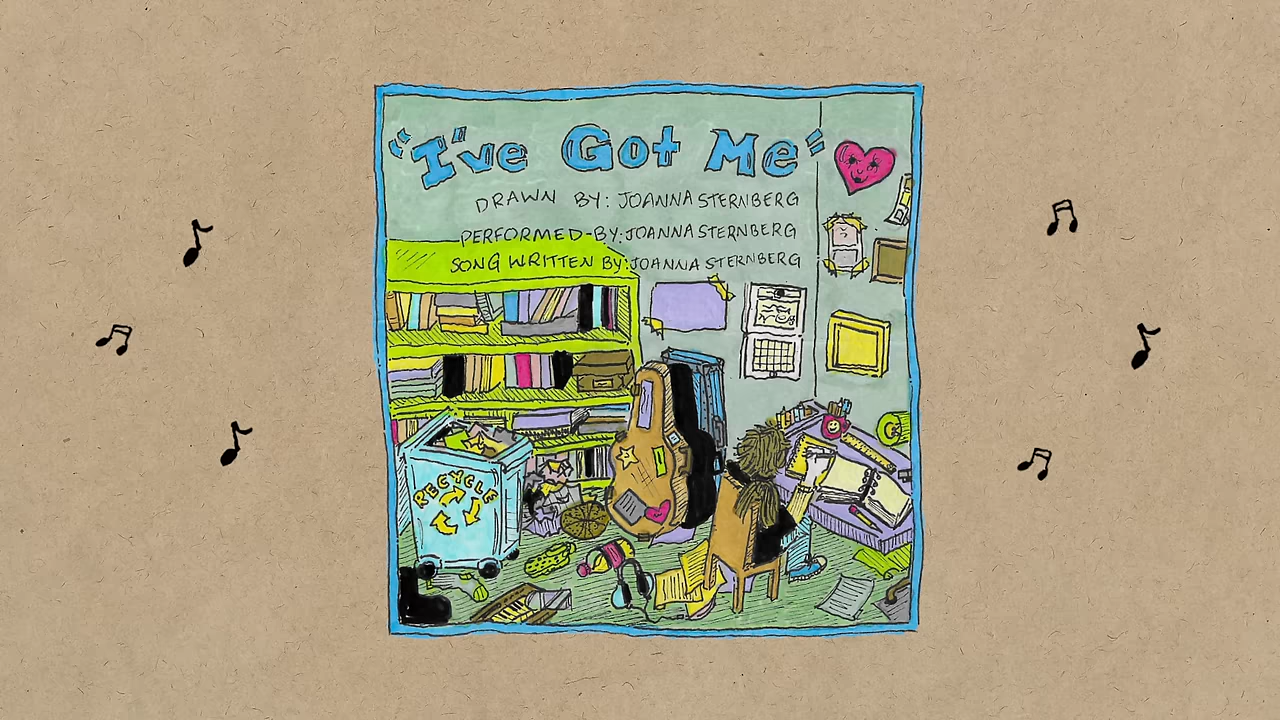 "I've Got Me"
DRAWN BY: JOANNA STERNBERG
PERFORMED-BY: JOANNA STERNBERG
SONG WRITTEN BY: JOANNA STERNBERG
RECYCLE